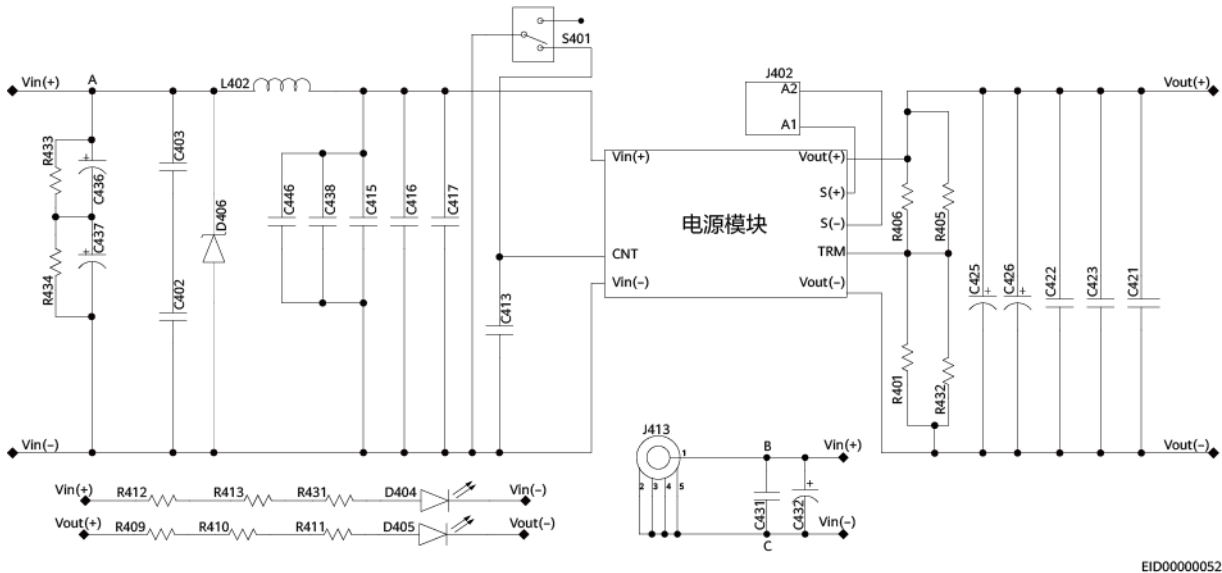 S401
Vin(+)
A
L402
J402
A2
A1
Vout(+)
R433
C436
C403
C437
R434
C402
D406
C446
C438
C415
C416
C417
C413
Vin(+)
Vout(+)
S(+)
电源模块
S(-)
CNT
TRM
Vin(-)
Vout(-)
R406
R405
R401
R432
C425
C426
C422
C423
C421
Vin(-)
Vout(-)
J413
1
2
3
4
5
B
Vin(+)
C431
C432
Vin(-)
C
Vin(+)
R412
R413
R431
D404
Vin(-)
Vout(+)
R409
R410
R411
D405
Vout(-)
EID00000052